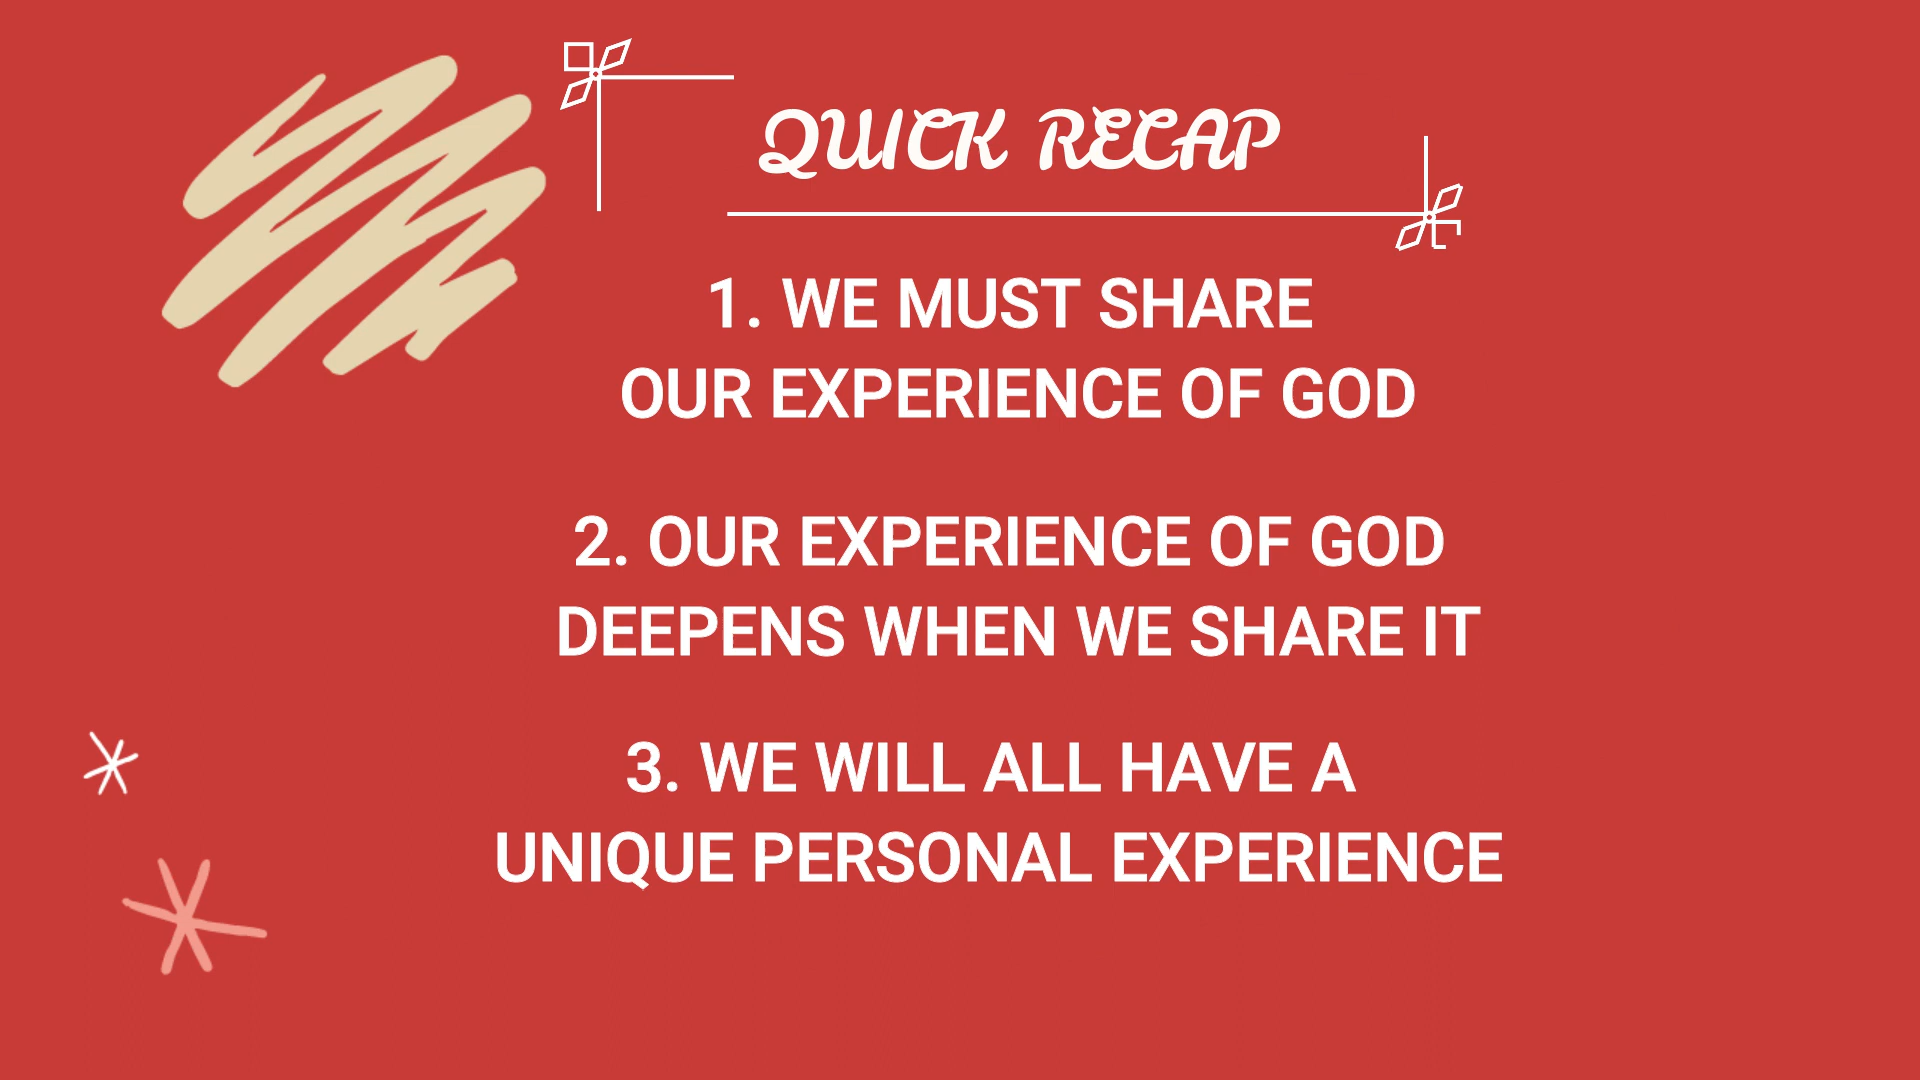 QUICK RECAP
1. WE MUST SHARE
OUR EXPERIENCE OF GOD
2. OUR EXPERIENCE OF GOD
DEEPENS WHEN WE SHARE IT
3. WE WILL ALL HAVE A
UNIQUE PERSONAL EXPERIENCE